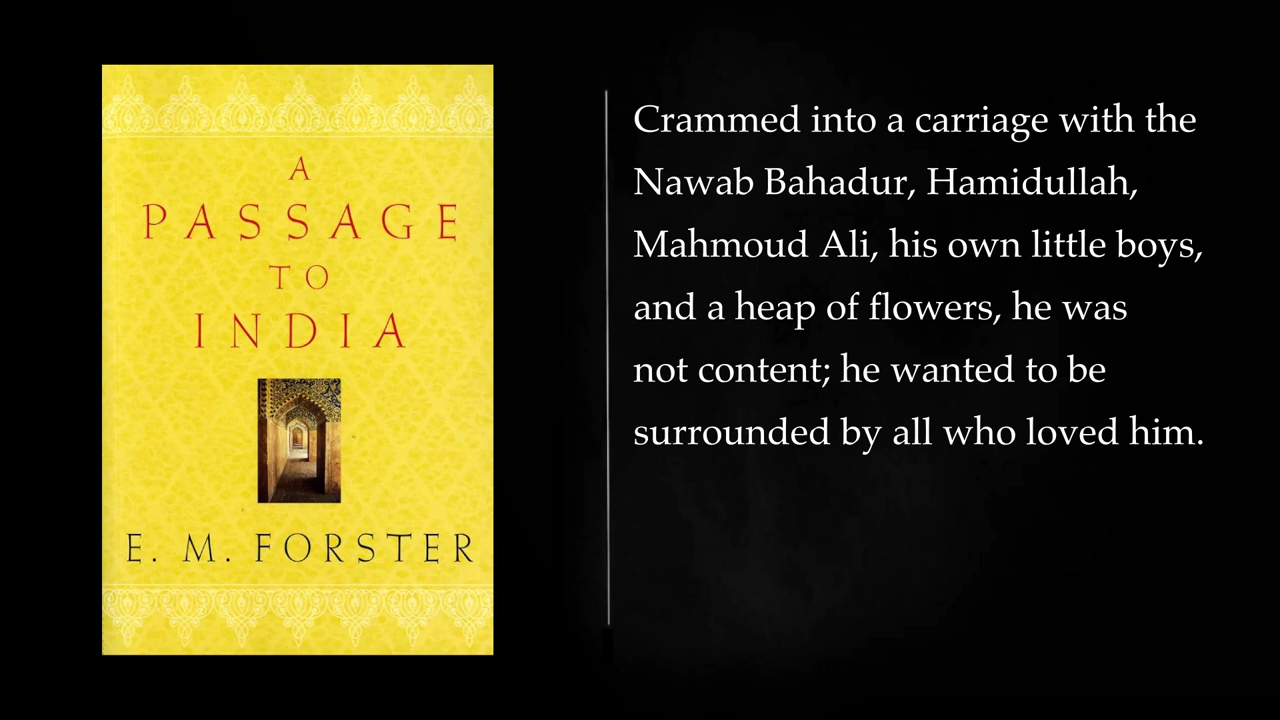 A
PASSAGE
TO
INDIA
E. M. FORSTER
Crammed into a carriage with the
Nawab Bahadur, Hamidullah,
Mahmoud Ali, his own little boys,
and a heap of flowers, he was
not content; he wanted to be
surrounded by all who loved him.